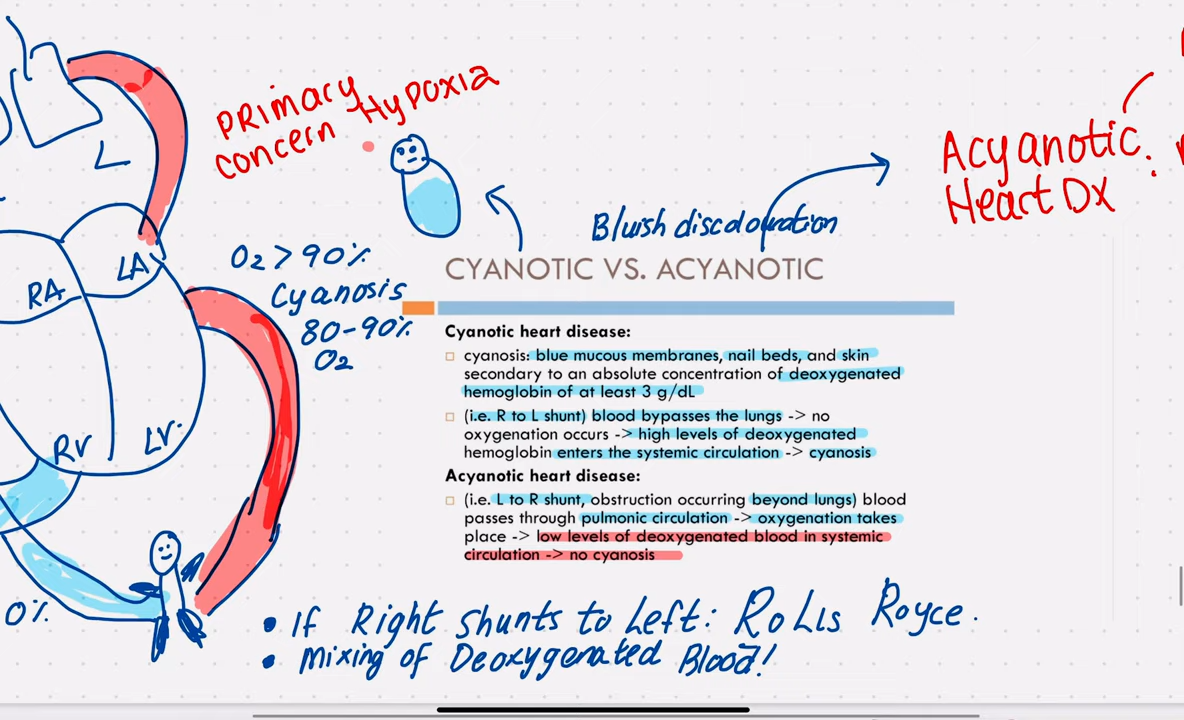 PRimacy Hypoxia
concern
L
Acyanotic
Heart Dx
Bluish discolouration
O2 > 90%
Cyanosis
80-90%
O2
RA
LA
RV
LV
CYANOTIC VS. ACYANOTIC
Cyanotic heart disease:
cyanosis: blue mucous membranes, nail beds, and skin
secondary to an absolute concentration of deoxygenated
hemoglobin of at least 3 g/dL
(i.e. R to L shunt) blood bypasses the lungs -> no
oxygenation occurs -> high levels of deoxygenated
hemoglobin enters the systemic circulation -> cyanosis
Acyanotic heart disease:
(i.e. L to R shunt, obstruction occurring beyond lungs) blood
passes through pulmonic circulation -> oxygenation takes
place -> low levels of deoxygenated blood in systemic
circulation -> no cyanosis
0%
• If Right shunts to Left: RoLls Royce.
• Mixing of Deoxygenated Blood!